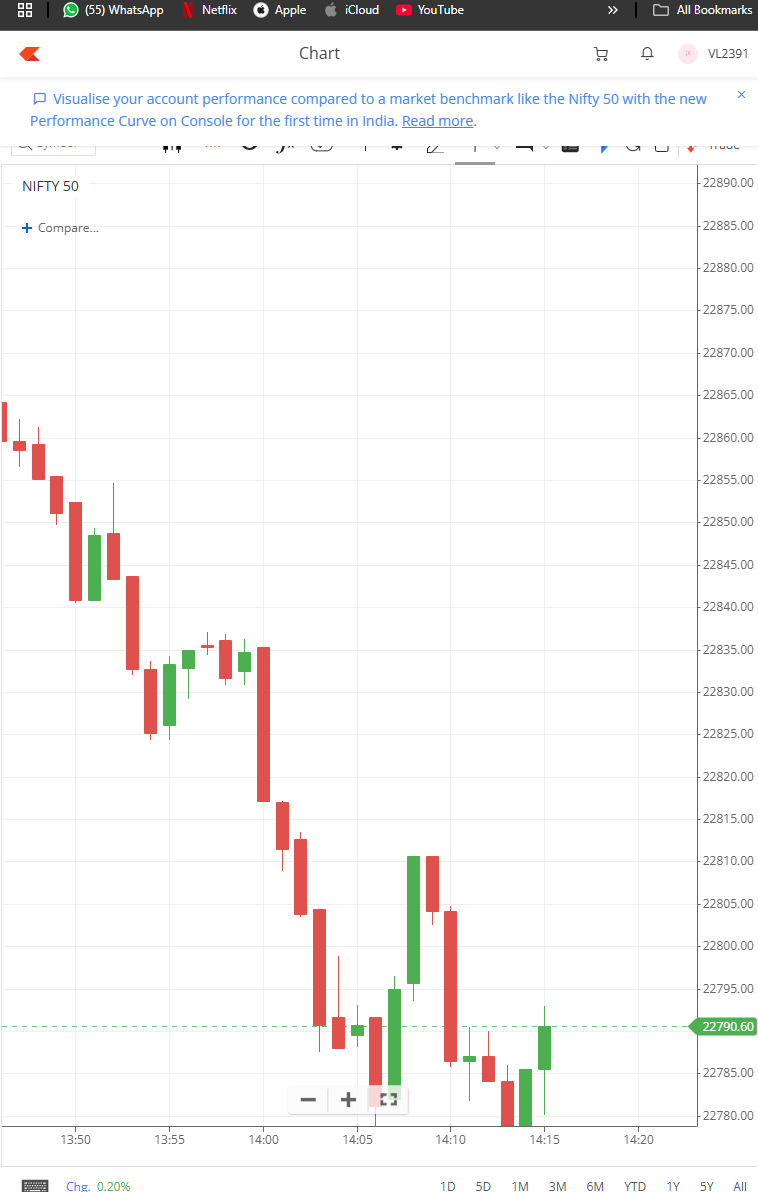 (55) WhatsApp Netflix Apple iCloud YouTube » All Bookmarks
Chart VL2391
Visualise your account performance compared to a market benchmark like the Nifty 50 with the new
Performance Curve on Console for the first time in India. Read more.
NIFTY 50
+ Compare...
22890.00
22885.00
22880.00
22875.00
22870.00
22865.00
22860.00
22855.00
22850.00
22845.00
22840.00
22835.00
22830.00
22825.00
22820.00
22815.00
22810.00
22805.00
22800.00
22795.00
22790.60
22785.00
22780.00
13:50 13:55 14:00 14:05 14:10 14:15 14:20
Chg. 0.20% 1D 5D 1M 3M 6M YTD 1Y 5Y All